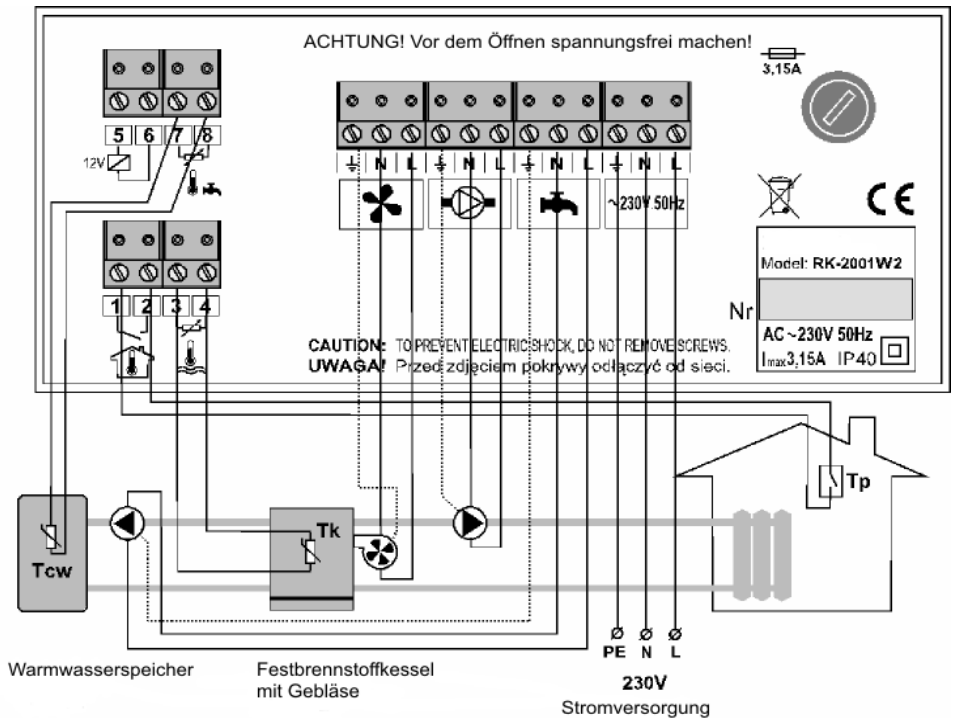 ACHTUNG! Vor dem Öffnen spannungsfrei machen!
3,15A
5 6 7 8
12V
N L N L N L N L
~230V 50Hz
CE
1 2 3 4
Model: RK-2001W2
Nr
AC ~230V 50Hz
Imax3,15A IP40
CAUTION: TO PREVENT ELECTRIC SHOCK, DO NOT REMOVE SCREWS.
UWAGA! Przed zdjęciem pokrywy odłączyć od sieci.
Tp
Tk
Tcw
PE N L
230V
Stromversorgung
Warmwasserspeicher
Festbrennstoffkessel
mit Gebläse